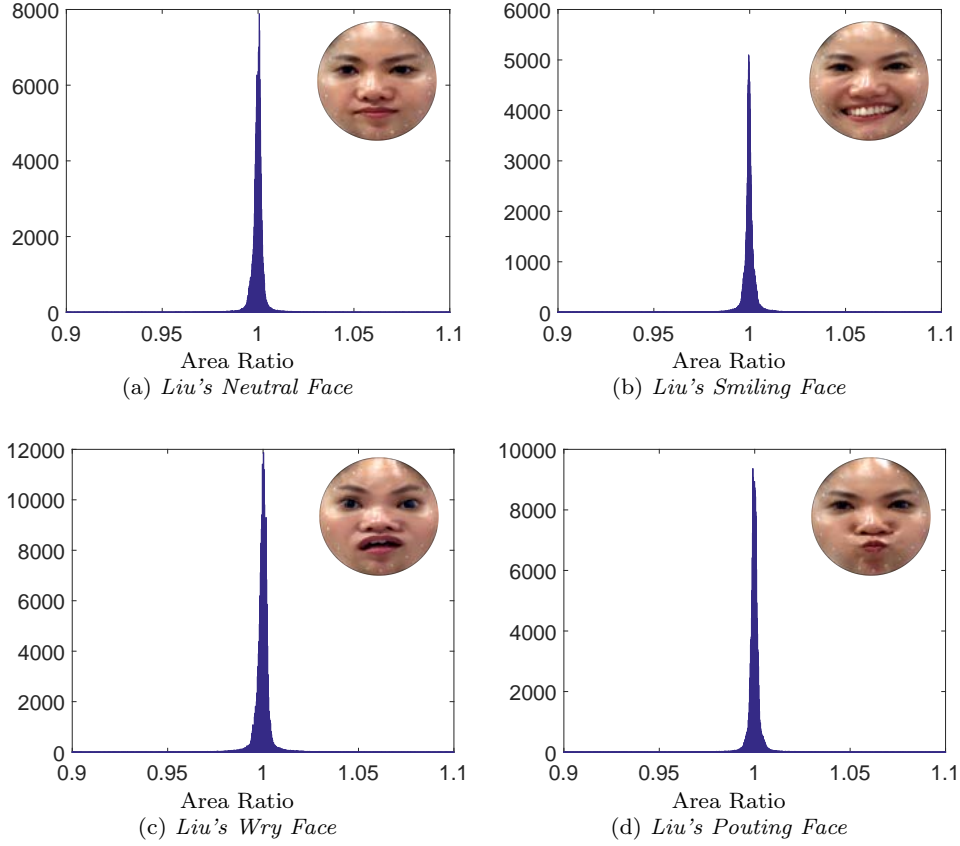 8000
6000
4000
2000
0
0.9 0.95 1 1.05 1.1
Area Ratio
(a) Liu's Neutral Face
6000
5000
4000
3000
2000
1000
0
0.9 0.95 1 1.05 1.1
Area Ratio
(b) Liu's Smiling Face
12000
10000
8000
6000
4000
2000
0
0.9 0.95 1 1.05 1.1
Area Ratio
(c) Liu's Wry Face
10000
8000
6000
4000
2000
0
0.9 0.95 1 1.05 1.1
Area Ratio
(d) Liu's Pouting Face